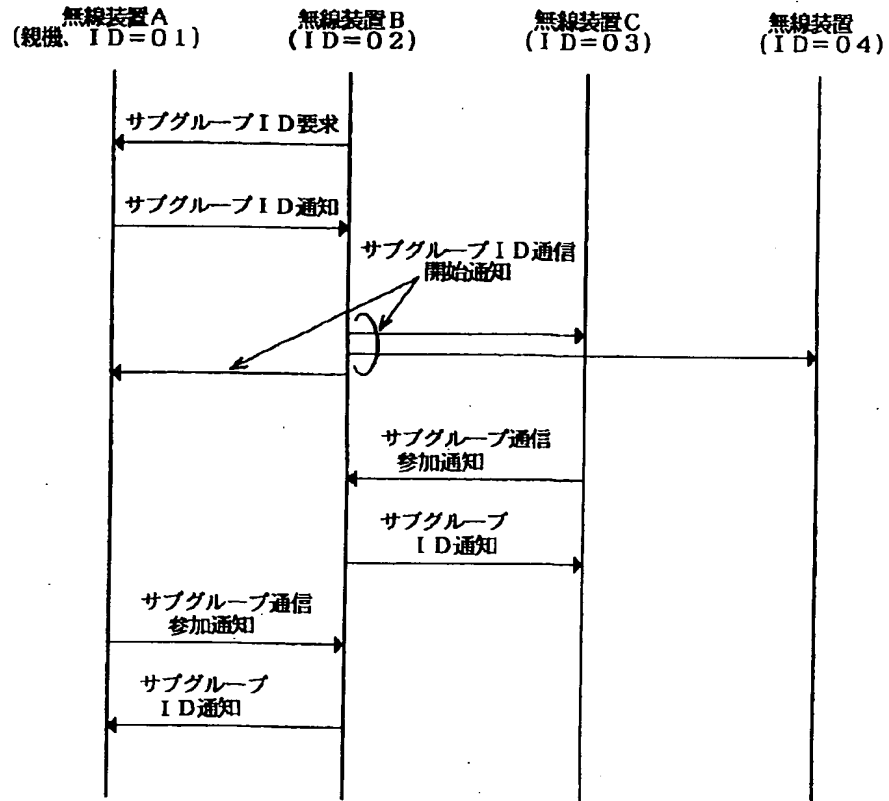 無線装置A
(親機、ID=01)
無線装置B
(ID=02)
無線装置C
(ID=03)
無線装置
(ID=04)
サブグループID要求
サブグループID通知
サブグループID通信
開始通知
サブグループ通信
参加通知
サブグループ
ID通知
サブグループ通信
参加通知
サブグループ
ID通知